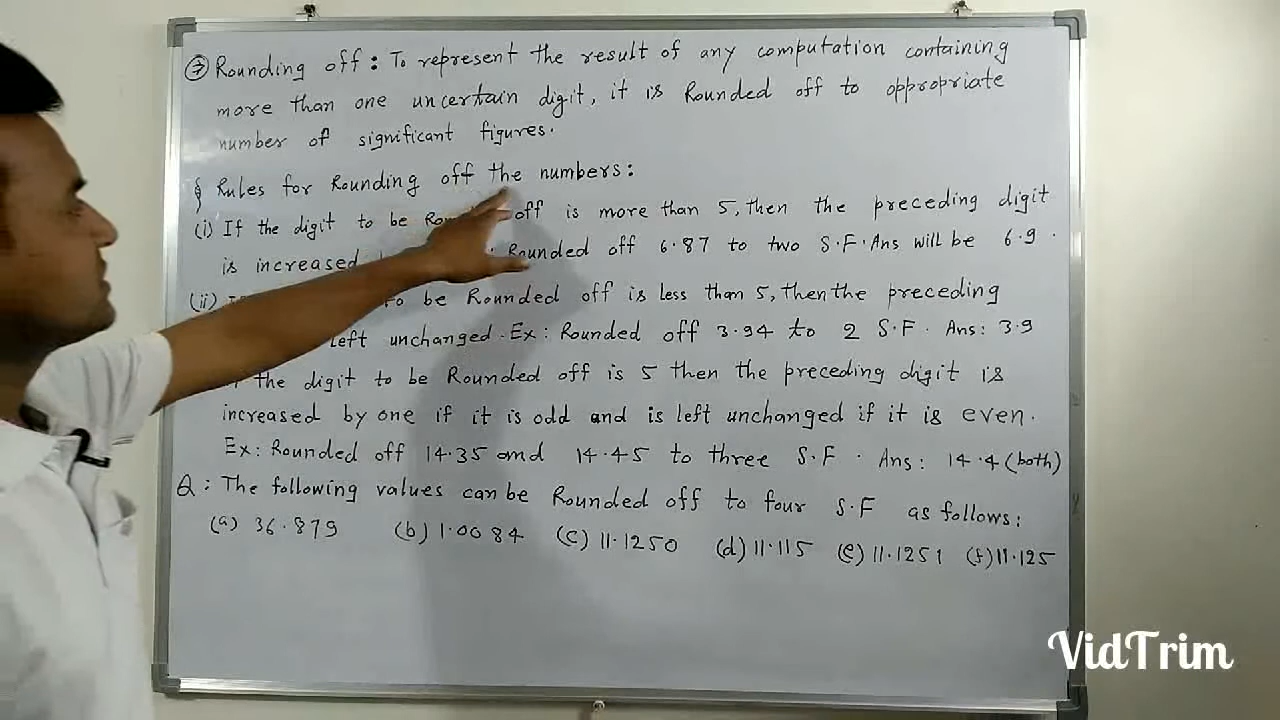 ⑦ Rounding off: To represent the result of any computation containing
more than one uncertain digit, it is Rounded off to oppropriate
number of significant figures.
§ Rules for Rounding off the numbers:
(i) If the digit to be off is more than 5, then the preceding digit
is increased Rounded off 6.87 to two S.F. Ans will be 6.9.
(ii) to be Rounded off is less than 5, then the preceding
left unchanged. Ex: Rounded off 3.94 to 2 S.F. Ans: 3.9
the digit to be Rounded off is 5 then the preceding digit is
increased by one if it is odd and is left unchanged if it is even.
Ex: Rounded off 14.35 and 14.45 to three S.F. Ans: 14.4 (both)
Q: The following values can be Rounded off to four S.F as follows:
(a) 36.879 (b) 1.0084 (c) 11.1250 (d) 11.115 (e) 11.1251 (f) 11.125
VidTrim